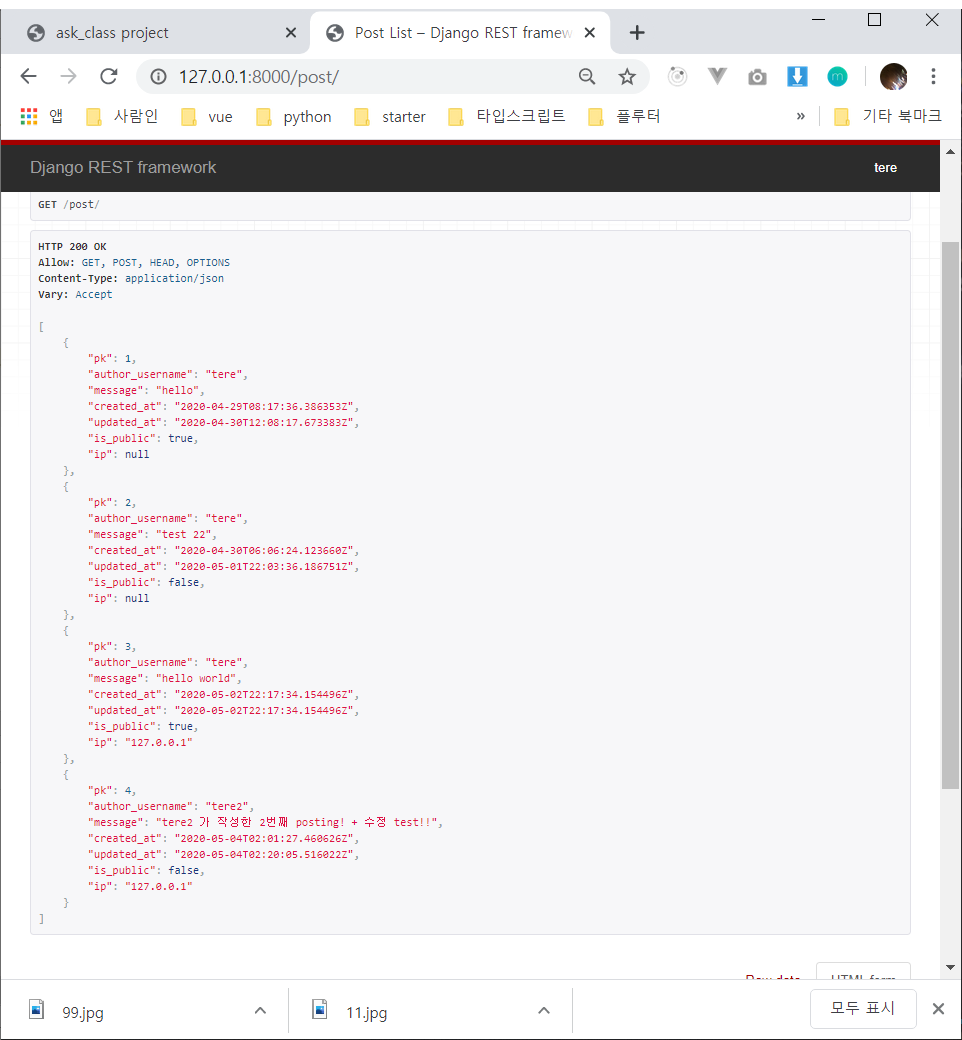 ask_class project
Post List – Django REST framew
127.0.0.1:8000/post/
앱 사람인 vue python starter 타입스크립트 플루터 » 기타 북마크
Django REST framework tere
GET /post/
HTTP 200 OK
Allow: GET, POST, HEAD, OPTIONS
Content-Type: application/json
Vary: Accept
[
{
"pk": 1,
"author_username": "tere",
"message": "hello",
"created_at": "2020-04-29T08:17:36.386353Z",
"updated_at": "2020-04-30T12:08:17.673383Z",
"is_public": true,
"ip": null
},
{
"pk": 2,
"author_username": "tere",
"message": "test 22",
"created_at": "2020-04-30T06:06:24.123660Z",
"updated_at": "2020-05-01T22:03:36.186751Z",
"is_public": false,
"ip": null
},
{
"pk": 3,
"author_username": "tere",
"message": "hello world",
"created_at": "2020-05-02T22:17:34.154496Z",
"updated_at": "2020-05-02T22:17:34.154496Z",
"is_public": true,
"ip": "127.0.0.1"
},
{
"pk": 4,
"author_username": "tere2",
"message": "tere2 가 작성한 2번째 posting! + 수정 test!!",
"created_at": "2020-05-04T02:01:27.460626Z",
"updated_at": "2020-05-04T02:20:05.516022Z",
"is_public": false,
"ip": "127.0.0.1"
}
]
Raw data HTML form
99.jpg 11.jpg 모두 표시